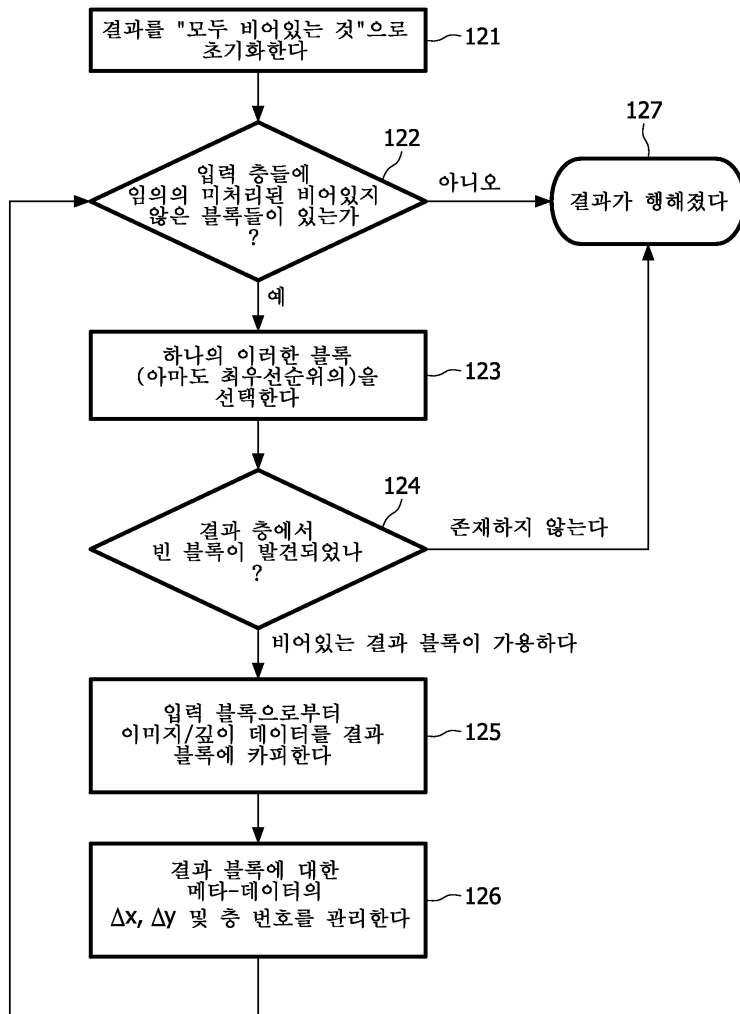 결과를 "모두 비어있는 것"으로
초기화한다
121
122
입력 층들에
임의의 미처리된 비어있지
않은 블록들이 있는가
?
아니오
127
결과가 행해졌다
예
하나의 이러한 블록
(아마도 최우선순위의)을
선택한다
123
124
결과 층에서
빈 블록이 발견되었나
?
존재하지 않는다
비어있는 결과 블록이 가용하다
입력 블록으로부터
이미지/깊이 데이터를 결과
블록에 카피한다
125
결과 블록에 대한
메타-데이터의
Δx, Δy 및 층 번호를 관리한다
126